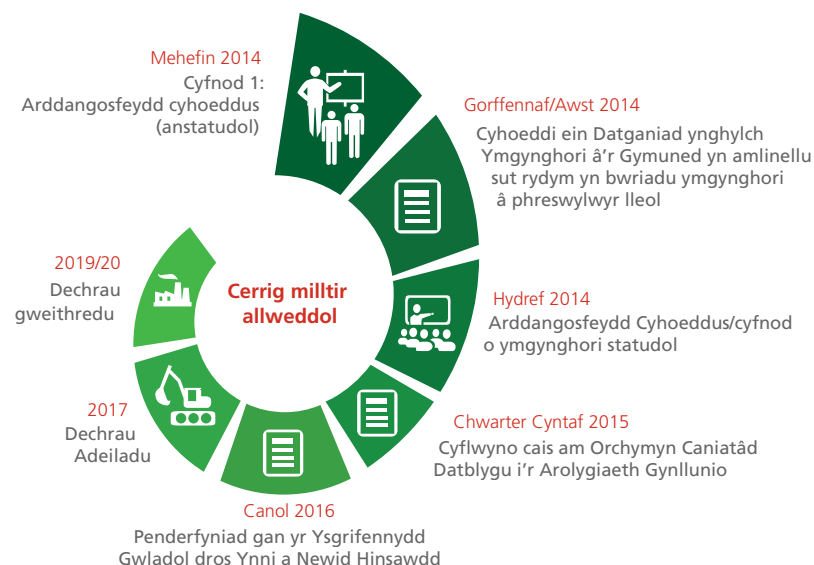 Cerrig milltir
allweddol
Mehefin 2014
Cyfnod 1:
Arddangosfeydd cyhoeddus
(anstatudol)
Gorffennaf/Awst 2014
Cyhoeddi ein Datganiad ynghylch
Ymgynghori â'r Gymuned yn amlinellu
sut rydym yn bwriadu ymgynghori
â phreswylwyr lleol
Hydref 2014
Arddangosfeydd Cyhoeddus/cyfnod
o ymgynghori statudol
Chwarter Cyntaf 2015
Cyflwyno cais am Orchymyn Caniatâd
Datblygu i'r Arolygiaeth Gynllunio
Canol 2016
Penderfyniad gan yr Ysgrifennydd
Gwladol dros Ynni a Newid Hinsawdd
2017
Dechrau
Adeiladu
2019/20
Dechrau
gweithredu